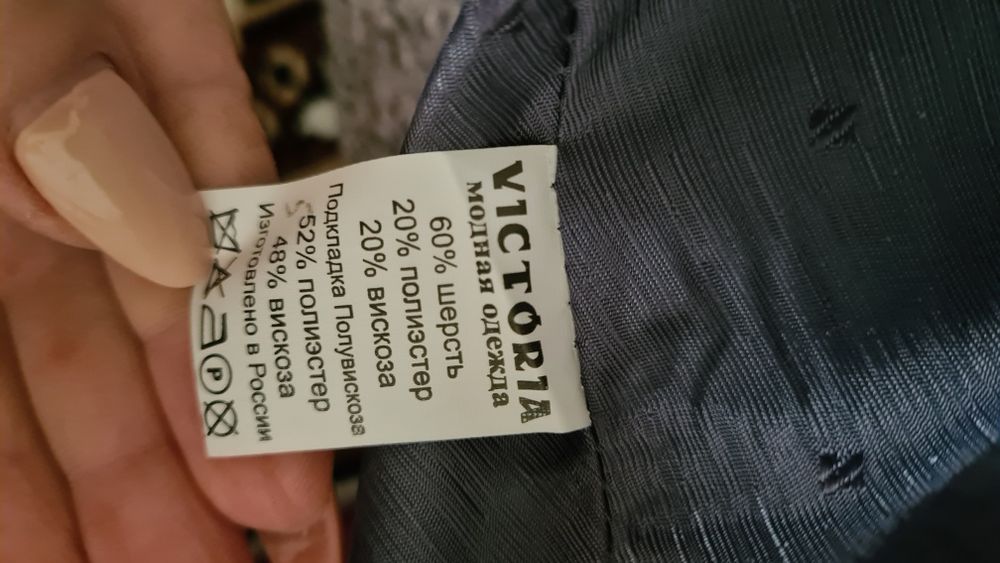 VICTORIA
модная одежда
60% шерсть
20% полиэстер
20% вискоза
Подкладка Полувискоза
52% полиэстер
48% вискоза
Изготовлено в России
P